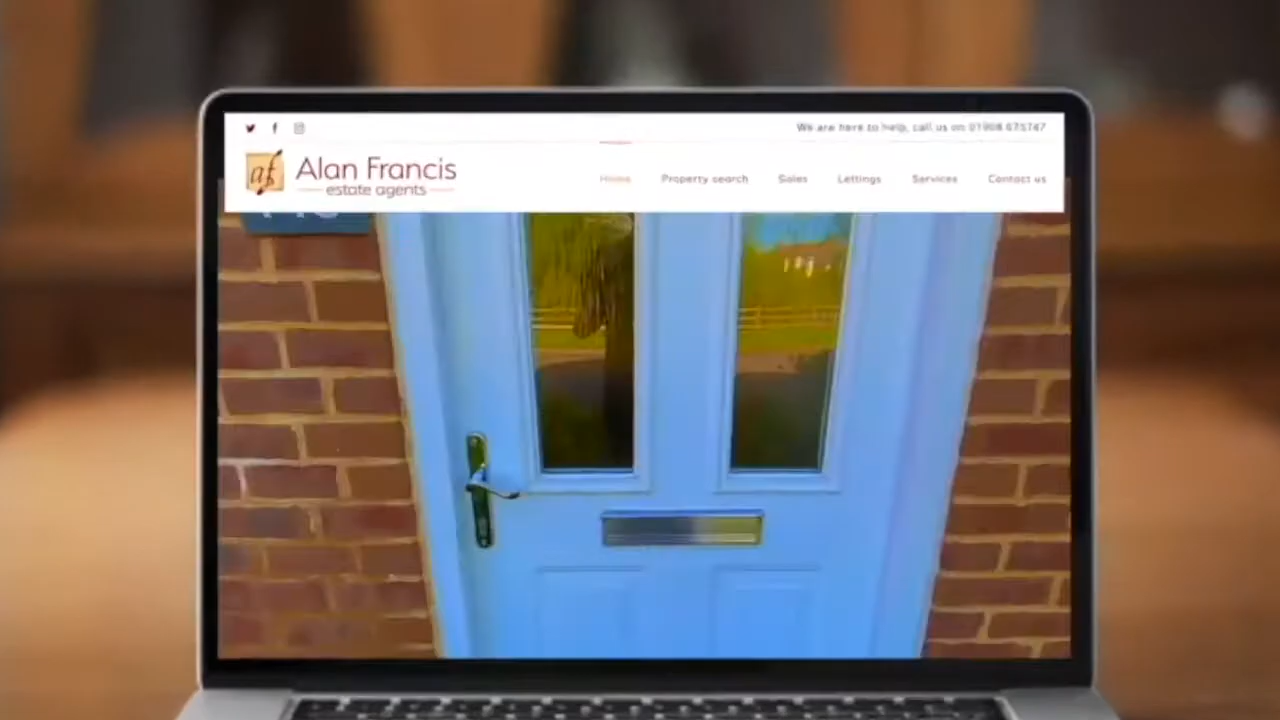 We are here to help, call us on 01908 675747
af
Alan Francis
estate agents
Home Property search Sales Lettings Services Contact us